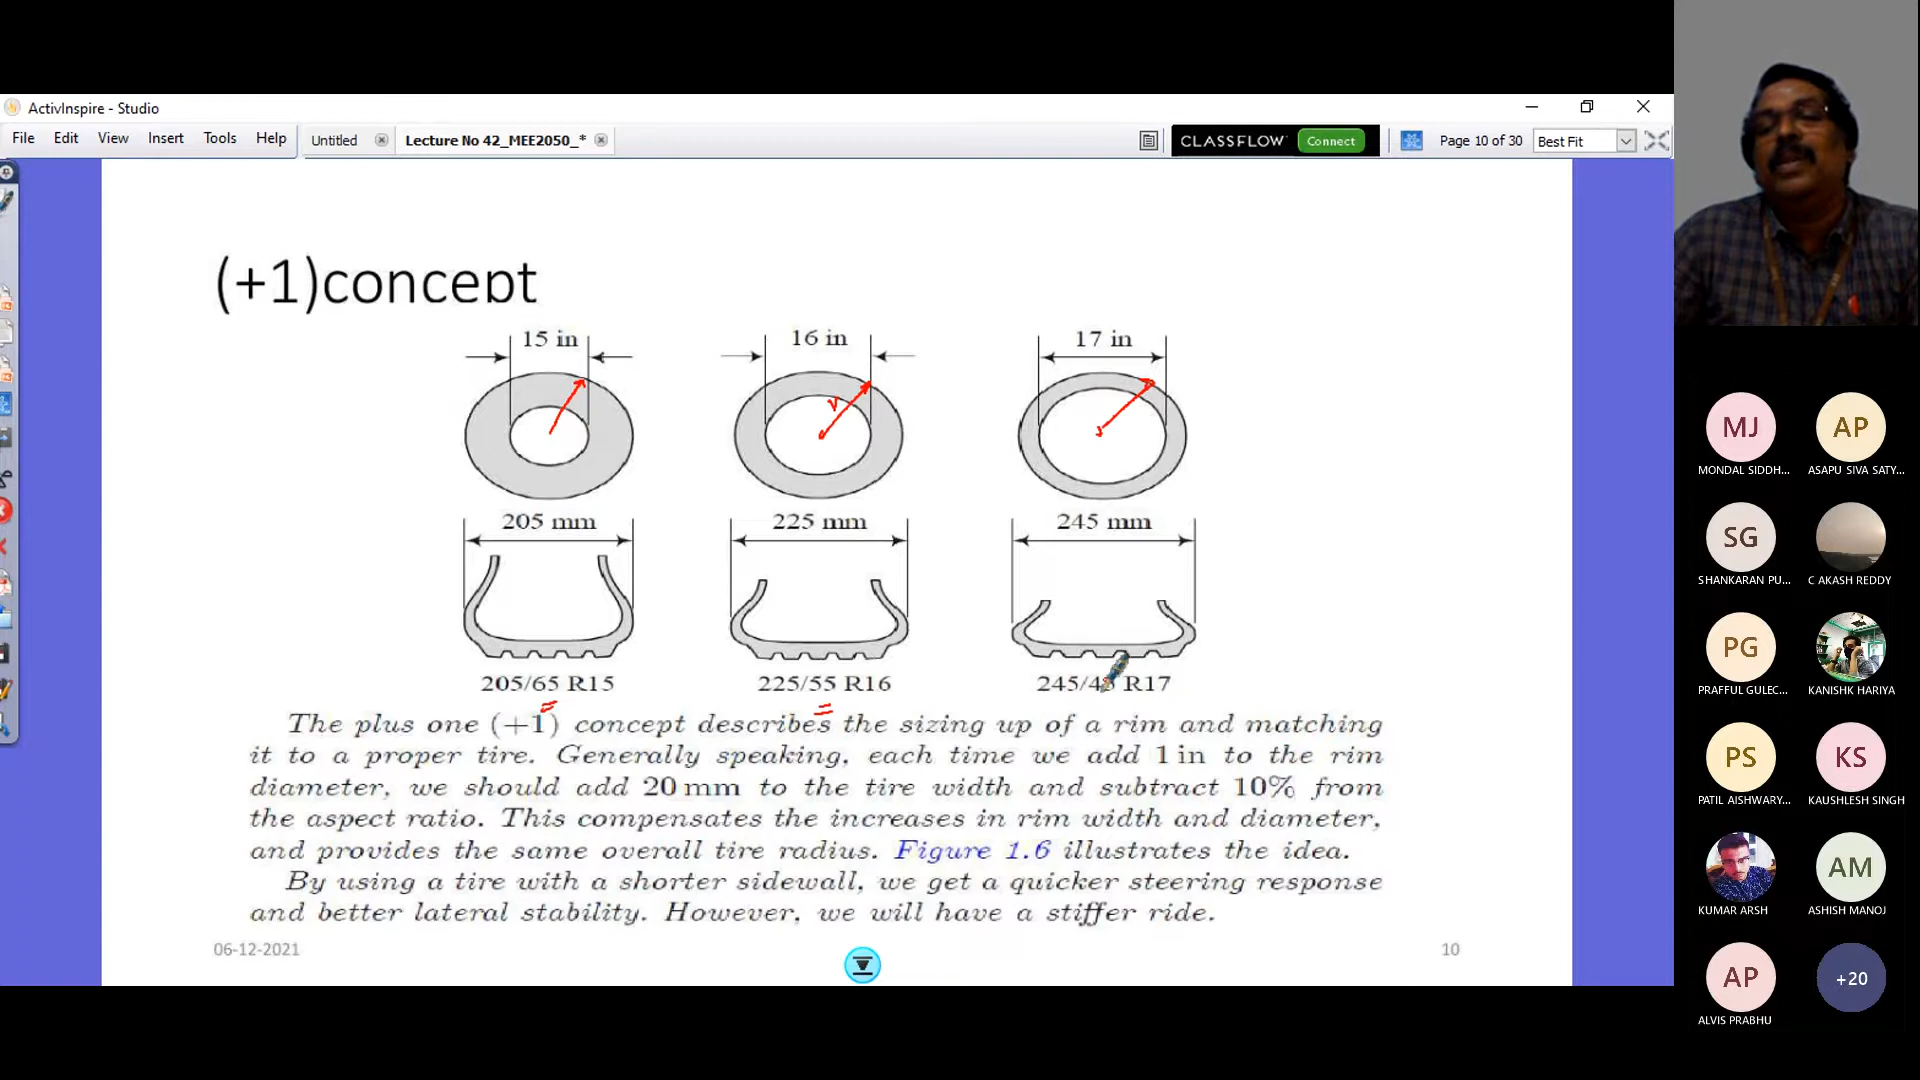 ActivInspire - Studio
File Edit View Insert Tools Help
Untitled
Lecture No 42_MEE2050_*
CLASSFLOW Connect
Page 10 of 30
Best Fit
(+1)concept
15 in 16 in 17 in
r
205 mm 225 mm 245 mm
205/65 R15 225/55 R16 R17
The plus one (+1) concept describes the sizing up of a rim and matching
it to a proper tire. Generally speaking, each time we add 1 in to the rim
diameter, we should add 20 mm to the tire width and subtract 10% from
the aspect ratio. This compensates the increases in rim width and diameter,
and provides the same overall tire radius. Figure 1.6 illustrates the idea.
By using a tire with a shorter sidewall, we get a quicker steering response
and better lateral stability. However, we will have a stiffer ride.
06-12-2021
10
MJ AP
MONDAL SIDDH... ASAPU SIVA SATY...
SG
SHANKARAN PU... C AKASH REDDY
PG
PRAFFUL GULEC... KANISHK HARIYA
PS KS
PATIL AISHWARY... KAUSHLESH SINGH
AM
KUMAR ARSH ASHISH MANOJ
AP +20
ALVIS PRABHU